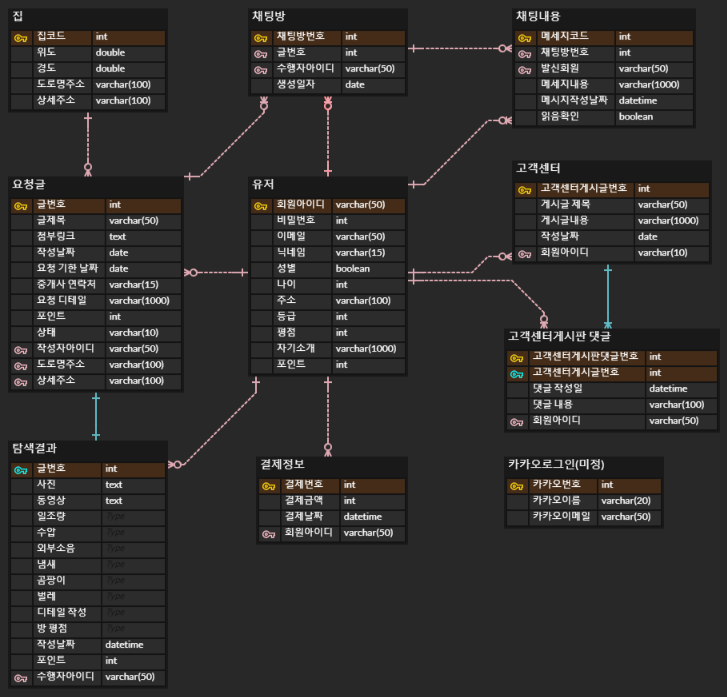 집
집코드 int
위도 double
경도 double
도로명주소 varchar(100)
상세주소 varchar(100)
채팅방
채팅방번호 int
글번호 int
수행자아이디 varchar(50)
생성일자 date
채팅내용
메세지코드 int
채팅방번호 int
발신회원 varchar(50)
메세지내용 varchar(1000)
메시지작성날짜 datetime
읽음확인 boolean
요청글
글번호 int
글제목 varchar(50)
첨부링크 text
작성날짜 date
요청 기한 날짜 date
중개사 연락처 varchar(15)
요청 디테일 varchar(1000)
포인트 int
상태 varchar(10)
작성자아이디 varchar(50)
도로명주소 varchar(100)
상세주소 varchar(100)
유저
회원아이디 varchar(50)
비밀번호 int
이메일 varchar(50)
닉네임 varchar(15)
성별 boolean
나이 int
주소 varchar(100)
등급 int
평점 int
자기소개 varchar(1000)
포인트 int
고객센터
고객센터게시글번호 int
게시글 제목 varchar(50)
게시글내용 varchar(1000)
작성날짜 date
회원아이디 varchar(10)
고객센터게시판 댓글
고객센터게시판댓글번호 int
고객센터게시글번호 int
댓글 작성일 datetime
댓글 내용 varchar(100)
회원아이디 varchar(50)
탐색결과
글번호 int
사진 text
동영상 text
일조량 Type
수압 Type
외부소음 Type
냄새 Type
곰팡이 Type
벌레 Type
디테일 작성 Type
방 평점 Type
작성날짜 datetime
포인트 int
수행자아이디 varchar(50)
결제정보
결제번호 int
결제금액 int
결제날짜 datetime
회원아이디 varchar(50)
카카오로그인(미정)
카카오번호 int
카카오이름 varchar(20)
카카오이메일 varchar(50)